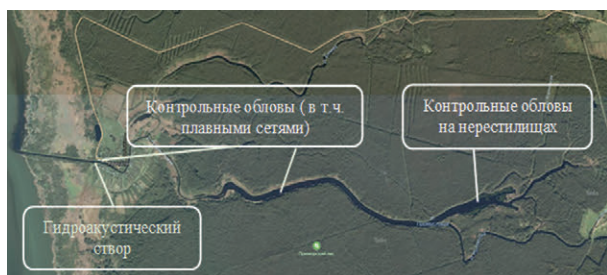 Контрольные обловы ( в т.ч.
плавными сетями)
Контрольные обловы
на нерестилищах
Гидроакустический
створ